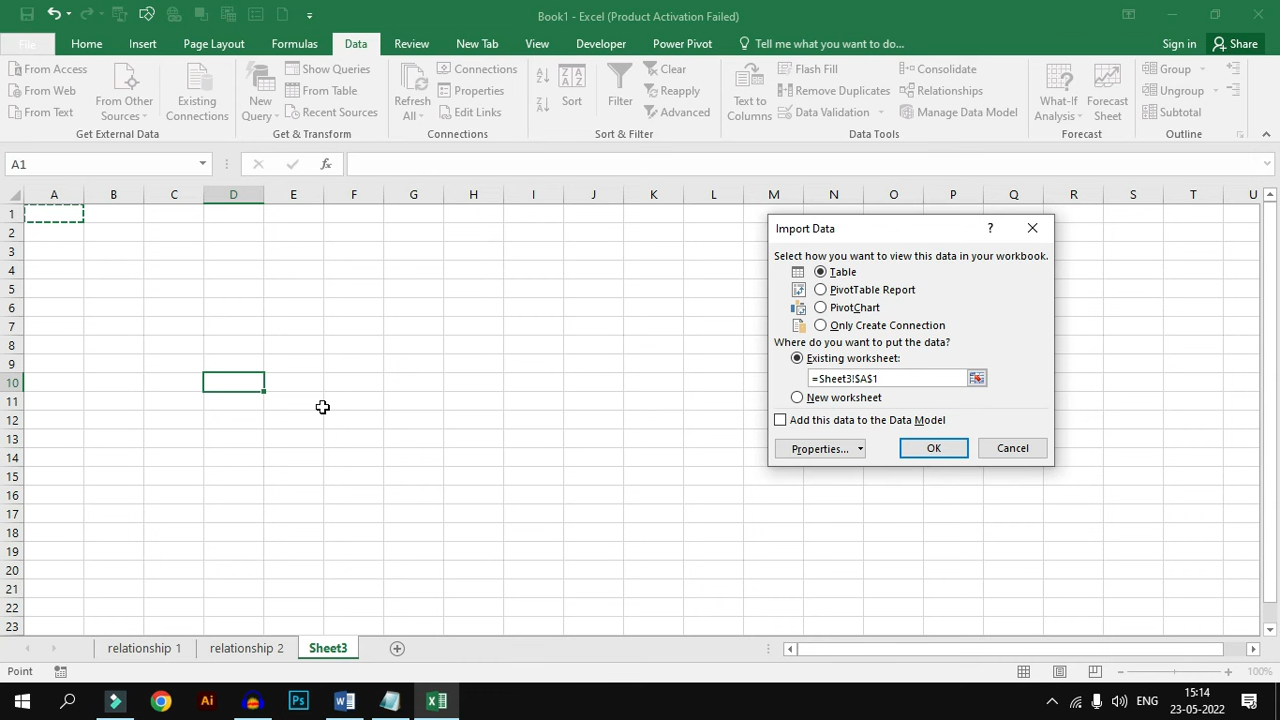 Book1 - Excel (Product Activation Failed)
File Home Insert Page Layout Formulas Data Review New Tab View Developer Power Pivot Tell me what you want to do... Sign in Share
From Access
From Web
From Text
From Other Sources
Existing Connections
Get External Data
New Query
Show Queries
From Table
Recent Sources
Get & Transform
Refresh All
Connections
Properties
Edit Links
Connections
Sort
Filter
Clear
Reapply
Advanced
Sort & Filter
Text to Columns
Flash Fill
Remove Duplicates
Data Validation
Consolidate
Relationships
Manage Data Model
Data Tools
What-If Analysis
Forecast Sheet
Forecast
Group
Ungroup
Subtotal
Outline
A1
fx
A B C D E F G H I J K L M N O P Q R S T U
1
2
3
4
5
6
7
8
9
10
11
12
13
14
15
16
17
18
19
20
21
22
23
Import Data ?
Select how you want to view this data in your workbook.
Table
PivotTable Report
PivotChart
Only Create Connection
Where do you want to put the data?
Existing worksheet:
=Sheet3!$A$1
New worksheet
Add this data to the Data Model
Properties... OK Cancel
relationship 1 relationship 2 Sheet3
Point 100%
Ai Ps ENG 15:14
23-05-2022